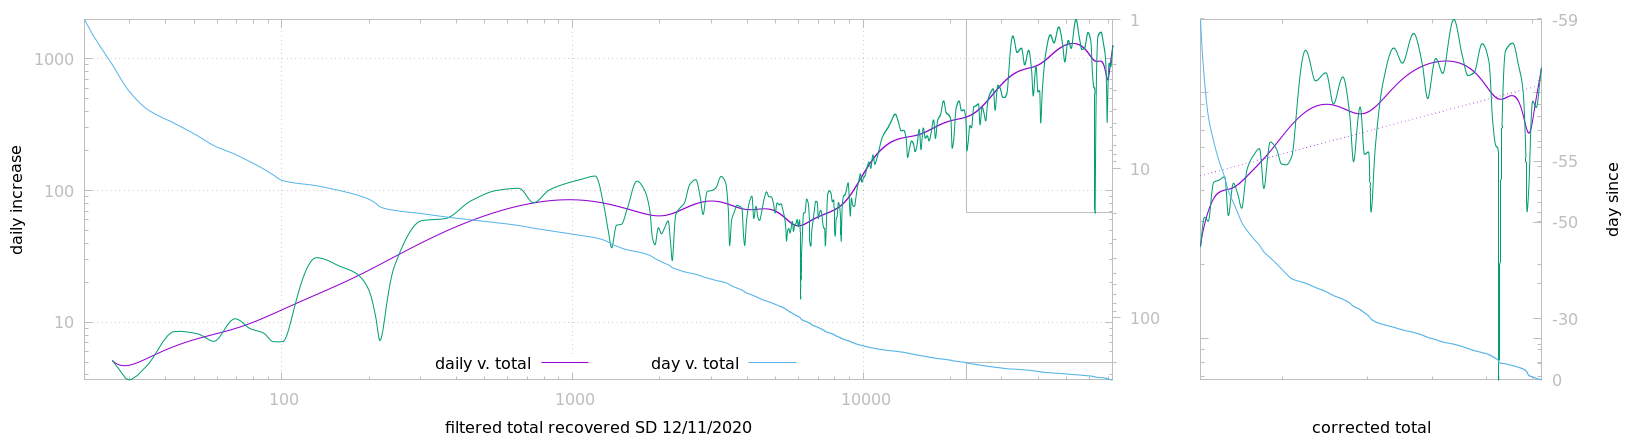 1000
100
10
daily increase
100
1000
10000
1
10
100
daily v. total
day v. total
filtered total recovered SD 12/11/2020
-59
-55
-50
-30
0
day since
corrected total